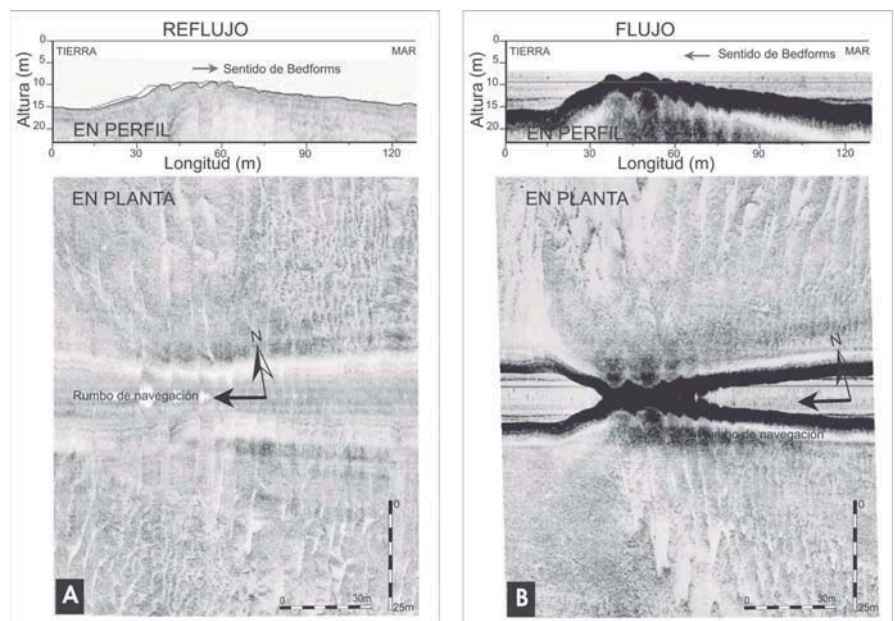 REFLUJO
0
TIERRA
MAR
Sentido de Bedforms
5
10
15
20
Altura (m)
EN PERFIL
0
30
60
90
120
Longitud (m)
EN PLANTA
N
Rumbo de navegación
0
25m
0
30m
A
FLUJO
0
TIERRA
MAR
Sentido de Bedforms
5
10
15
20
Altura (m)
EN PERFIL
0
30
60
90
120
Longitud (m)
EN PLANTA
N
Rumbo de navegación
0
25m
0
30m
B